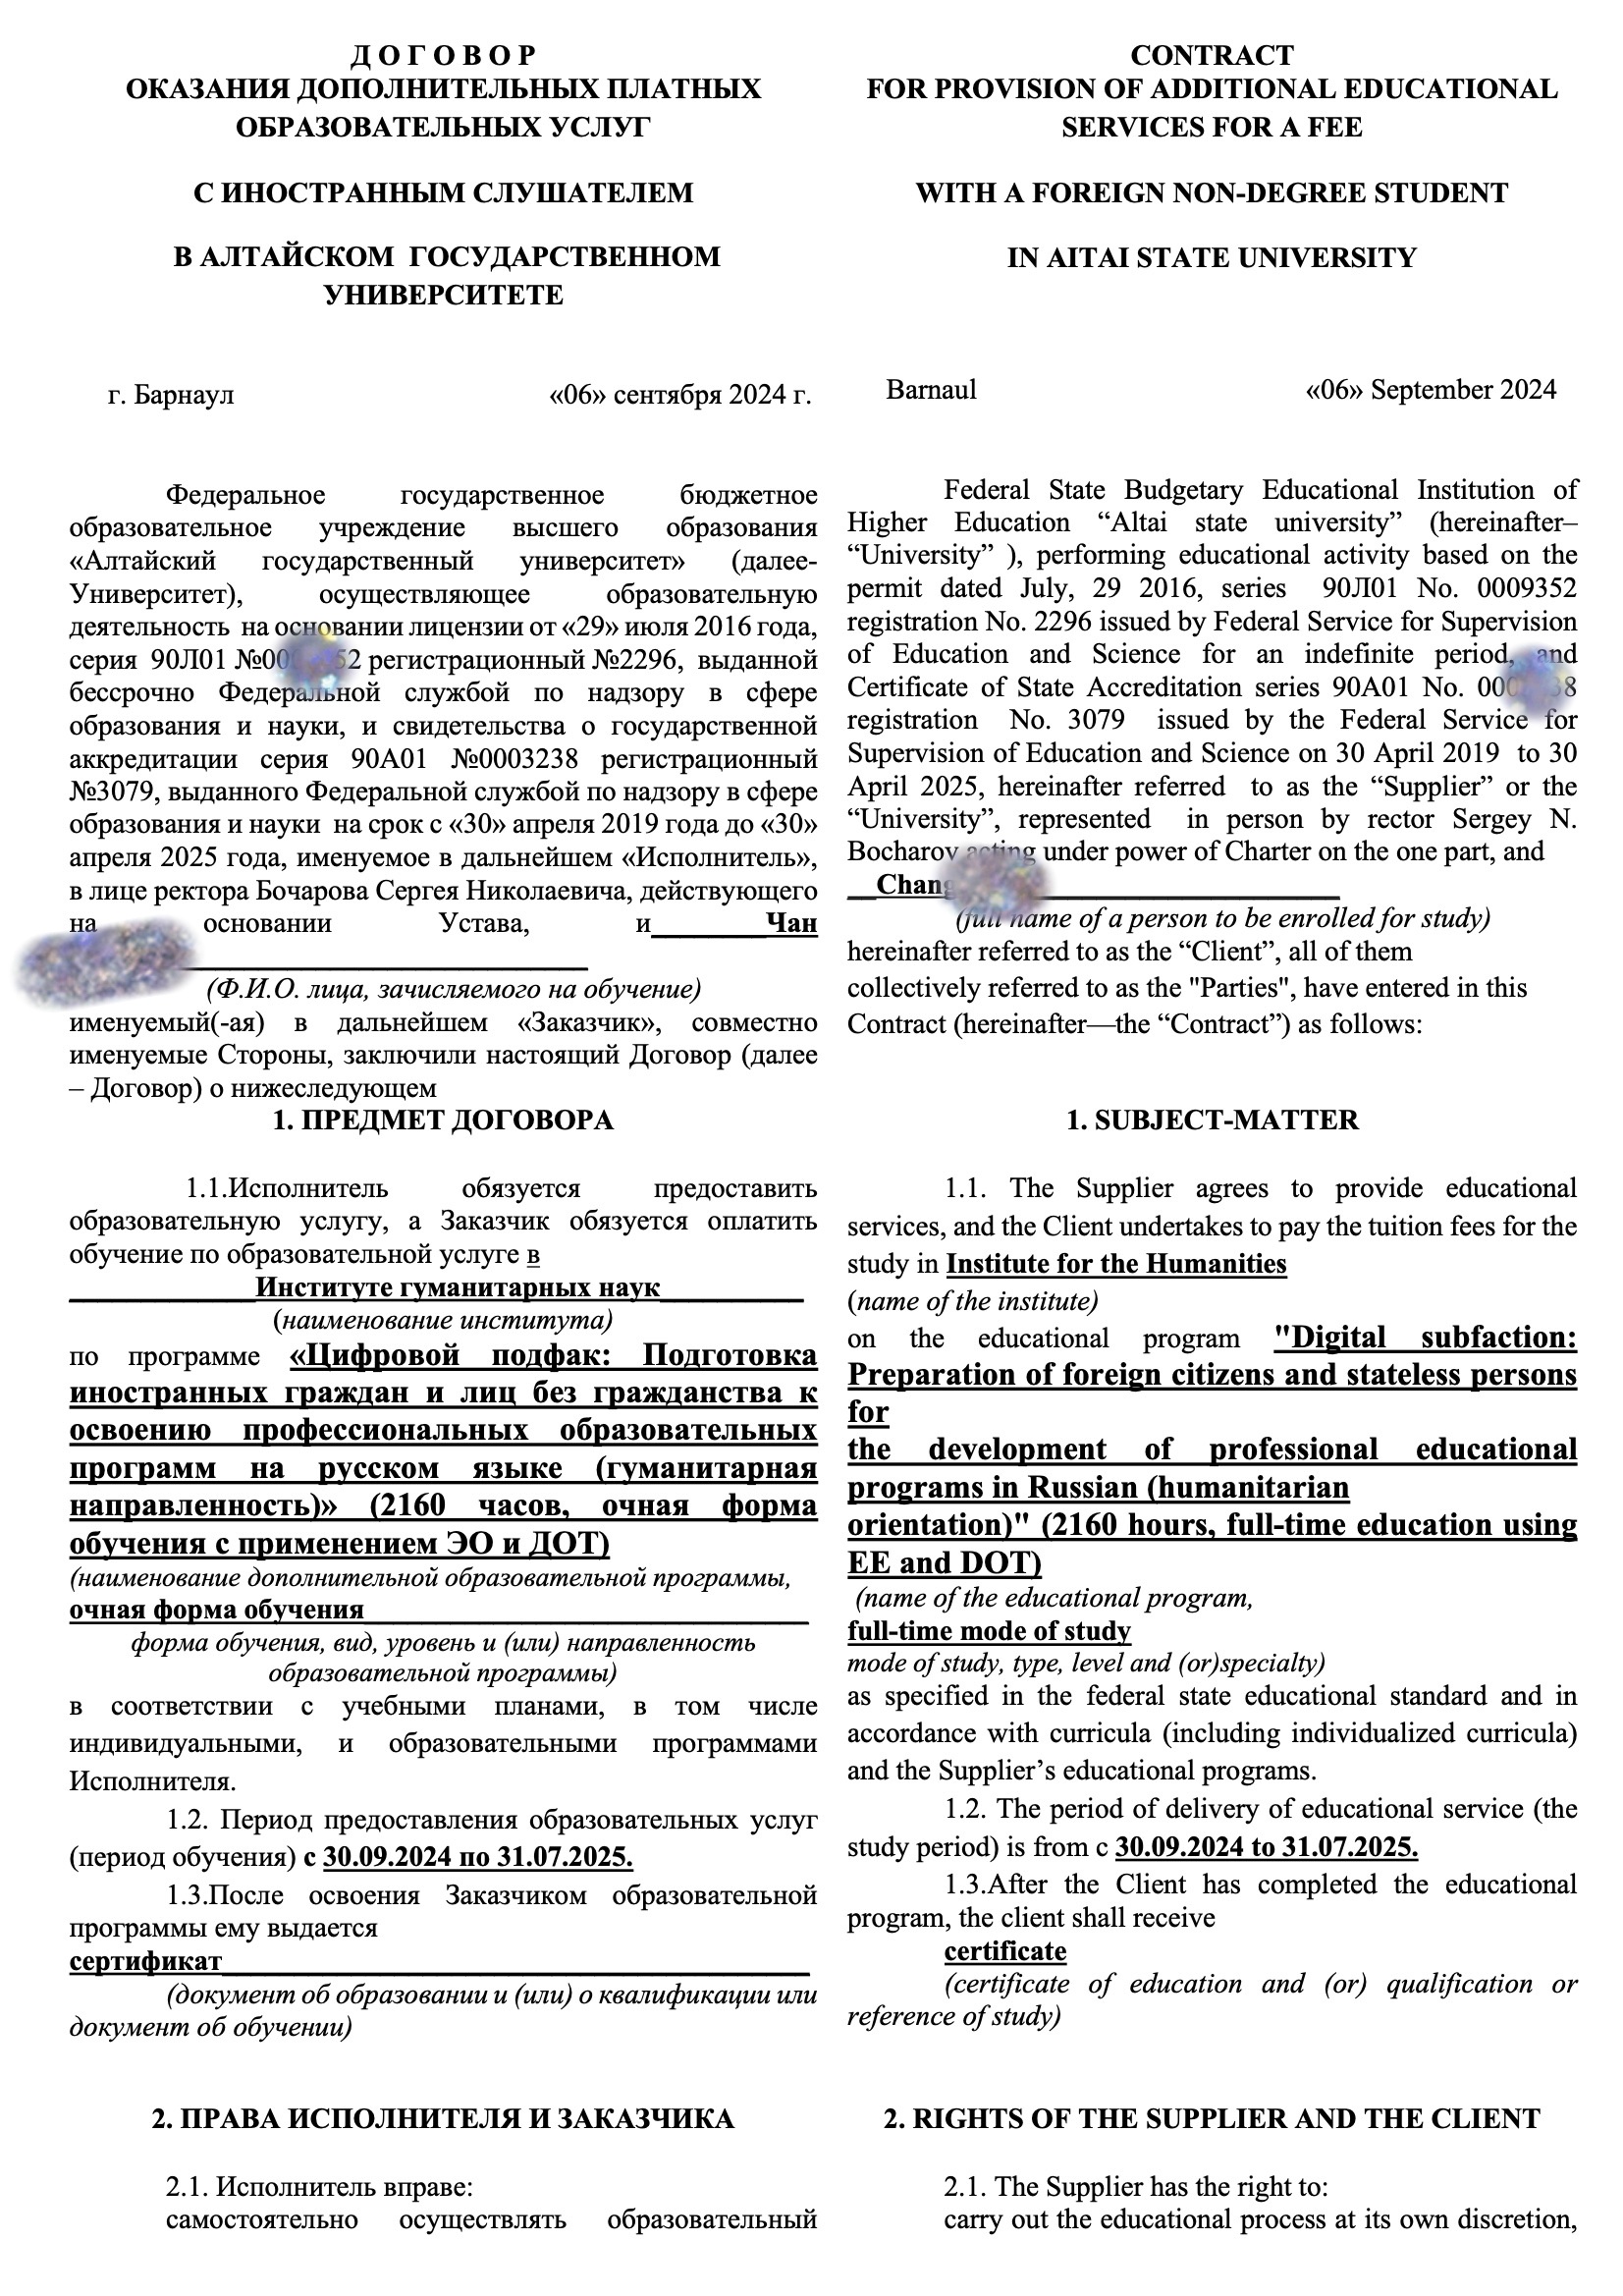 Д О Г О В О Р
ОКАЗАНИЯ ДОПОЛНИТЕЛЬНЫХ ПЛАТНЫХ
ОБРАЗОВАТЕЛЬНЫХ УСЛУГ
С ИНОСТРАННЫМ СЛУШАТЕЛЕМ
В АЛТАЙСКОМ ГОСУДАРСТВЕННОМ
УНИВЕРСИТЕТЕ
г. Барнаул «06» сентября 2024 г.
Федеральное государственное бюджетное
образовательное учреждение высшего образования
«Алтайский государственный университет» (далее-
Университет), осуществляющее образовательную
деятельность на основании лицензии от «29» июля 2016 года,
серия 90Л01 регистрационный №2296, выданной
бессрочно Федеральной службой по надзору в сфере
образования и науки, и свидетельства о государственной
аккредитации серия 90А01 №0003238 регистрационный
№3079, выданного Федеральной службой по надзору в сфере
образования и науки на срок с «30» апреля 2019 года до «30»
апреля 2025 года, именуемое в дальнейшем «Исполнитель»,
в лице ректора Бочарова Сергея Николаевича, действующего
на основании Устава, и________Чан
(Ф.И.О. лица, зачисляемого на обучение)
именуемый(-ая) в дальнейшем «Заказчик», совместно
именуемые Стороны, заключили настоящий Договор (далее
– Договор) о нижеследующем
1. ПРЕДМЕТ ДОГОВОРА
1.1.Исполнитель обязуется предоставить
образовательную услугу, а Заказчик обязуется оплатить
обучение по образовательной услуге в
_____________Институте гуманитарных наук__________
(наименование института)
по программе «Цифровой подфак: Подготовка
иностранных граждан и лиц без гражданства к
освоению профессиональных образовательных
программ на русском языке (гуманитарная
направленность)» (2160 часов, очная форма
обучения с применением ЭО и ДОТ)
(наименование дополнительной образовательной программы,
очная форма обучения_______________________________
форма обучения, вид, уровень и (или) направленность
образовательной программы)
в соответствии с учебными планами, в том числе
индивидуальными, и образовательными программами
Исполнителя.
1.2. Период предоставления образовательных услуг
(период обучения) с 30.09.2024 по 31.07.2025.
1.3.После освоения Заказчиком образовательной
программы ему выдается
сертификат_________________________________________
(документ об образовании и (или) о квалификации или
документ об обучении)
2. ПРАВА ИСПОЛНИТЕЛЯ И ЗАКАЗЧИКА
2.1. Исполнитель вправе:
самостоятельно осуществлять образовательный
CONTRACT
FOR PROVISION OF ADDITIONAL EDUCATIONAL
SERVICES FOR A FEE
WITH A FOREIGN NON-DEGREE STUDENT
IN AITAI STATE UNIVERSITY
Barnaul «06» September 2024
Federal State Budgetary Educational Institution of
Higher Education “Altai state university” (hereinafter–
“University” ), performing educational activity based on the
permit dated July, 29 2016, series 90Л01 No. 0009352
registration No. 2296 issued by Federal Service for Supervision
of Education and Science for an indefinite period, and
Certificate of State Accreditation series 90A01 No.
registration No. 3079 issued by the Federal Service for
Supervision of Education and Science on 30 April 2019 to 30
April 2025, hereinafter referred to as the “Supplier” or the
“University”, represented in person by rector Sergey N.
Bocharov acting under power of Charter on the one part, and
__Chang
(full name of a person to be enrolled for study)
hereinafter referred to as the “Client”, all of them
collectively referred to as the "Parties", have entered in this
Contract (hereinafter—the “Contract”) as follows:
1. SUBJECT-MATTER
1.1. The Supplier agrees to provide educational
services, and the Client undertakes to pay the tuition fees for the
study in Institute for the Humanities
(name of the institute)
on the educational program "Digital subfaction:
Preparation of foreign citizens and stateless persons
for
the development of professional educational
programs in Russian (humanitarian
orientation)" (2160 hours, full-time education using
EE and DOT)
(name of the educational program,
full-time mode of study
mode of study, type, level and (or)specialty)
as specified in the federal state educational standard and in
accordance with curricula (including individualized curricula)
and the Supplier’s educational programs.
1.2. The period of delivery of educational service (the
study period) is from с 30.09.2024 to 31.07.2025.
1.3.After the Client has completed the educational
program, the client shall receive
certificate
(certificate of education and (or) qualification or
reference of study)
2. RIGHTS OF THE SUPPLIER AND THE CLIENT
2.1. The Supplier has the right to:
carry out the educational process at its own discretion,